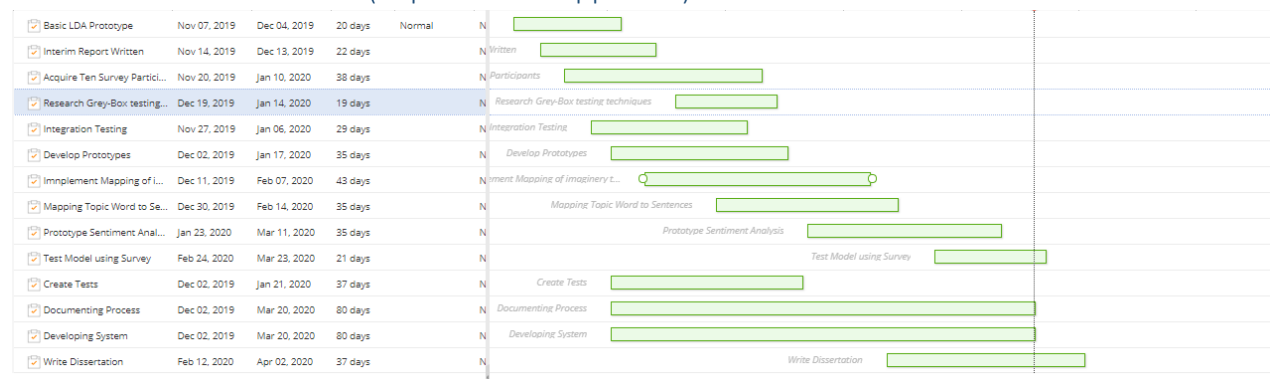 Basic LDA Prototype Nov 07, 2019 Dec 04, 2019 20 days Normal N
Interim Report Written Nov 14, 2019 Dec 13, 2019 22 days N Written
Acquire Ten Survey Partici... Nov 20, 2019 Jan 10, 2020 38 days N Participants
Research Grey-Box testing... Dec 19, 2019 Jan 14, 2020 19 days N Research Grey-Box testing techniques
Integration Testing Nov 27, 2019 Jan 06, 2020 29 days N Integration Testing
Develop Prototypes Dec 02, 2019 Jan 17, 2020 35 days N Develop Prototypes
Imnplement Mapping of i... Dec 11, 2019 Feb 07, 2020 43 days N ment Mapping of imaginery t...
Mapping Topic Word to Se... Dec 30, 2019 Feb 14, 2020 35 days N Mapping Topic Word to Sentences
Prototype Sentiment Anal... Jan 23, 2020 Mar 11, 2020 35 days N Prototype Sentiment Analysis
Test Model using Survey Feb 24, 2020 Mar 23, 2020 21 days N Test Model using Survey
Create Tests Dec 02, 2019 Jan 21, 2020 37 days N Create Tests
Documenting Process Dec 02, 2019 Mar 20, 2020 80 days N Documenting Process
Developing System Dec 02, 2019 Mar 20, 2020 80 days N Developing System
Write Dissertation Feb 12, 2020 Apr 02, 2020 37 days N Write Dissertation